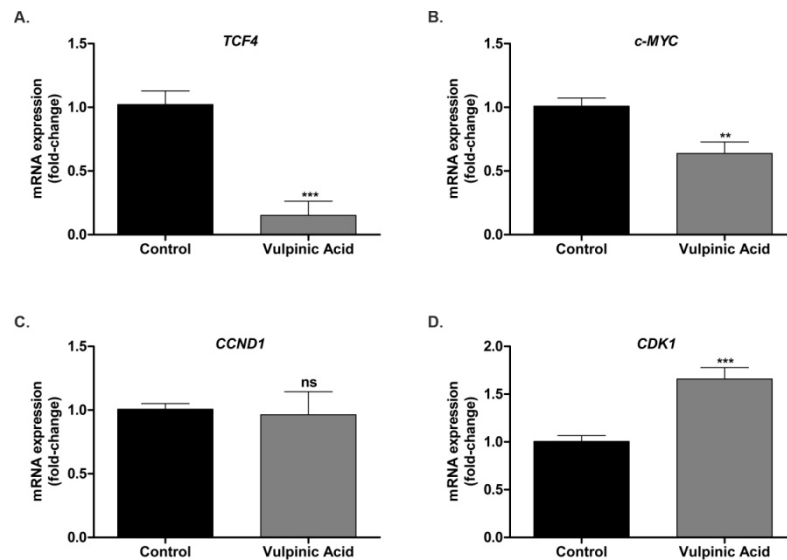 A.
TCF4
mRNA expression
(fold-change)
1.5
1.0
0.5
0.0
***
Control
Vulpinic Acid
B.
c-MYC
mRNA expression
(fold-change)
1.5
1.0
0.5
0.0
**
Control
Vulpinic Acid
C.
CCND1
mRNA expression
(fold-change)
1.5
1.0
0.5
0.0
ns
Control
Vulpinic Acid
D.
CDK1
mRNA expression
(fold-change)
2.0
1.5
1.0
0.5
0.0
***
Control
Vulpinic Acid